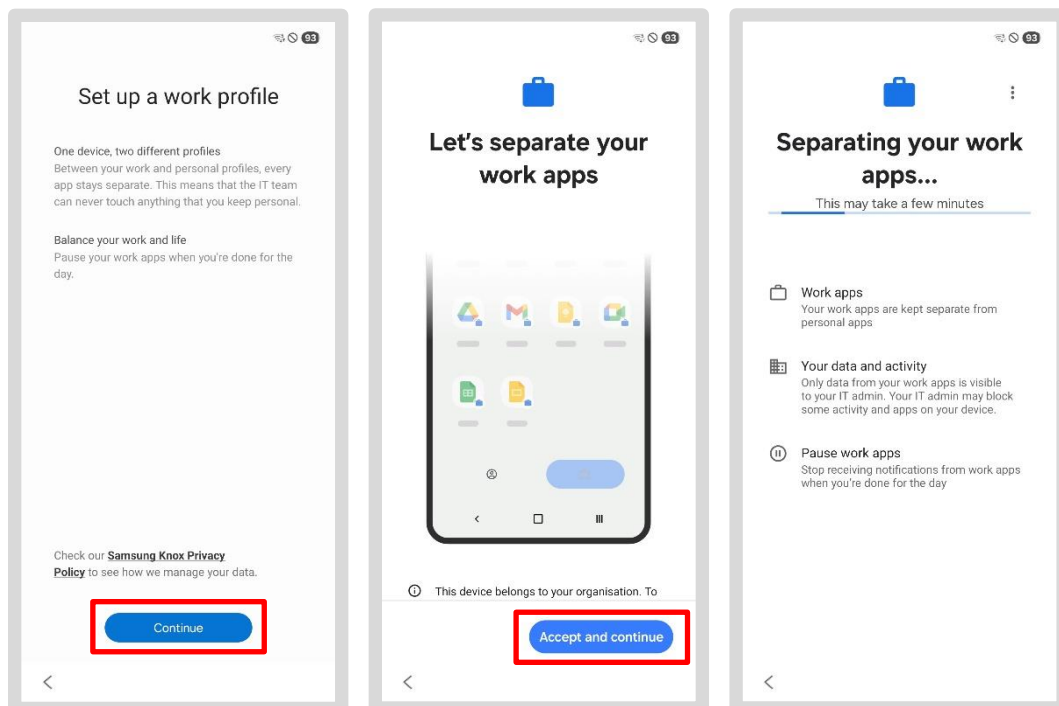 93
Set up a work profile
One device, two different profiles
Between your work and personal profiles, every
app stays separate. This means that the IT team
can never touch anything that you keep personal.
Balance your work and life
Pause your work apps when you're done for the
day.
Check our Samsung Knox Privacy
Policy to see how we manage your data.
Continue
93
Let's separate your
work apps
This device belongs to your organisation. To
Accept and continue
93
Separating your work
apps...
This may take a few minutes
Work apps
Your work apps are kept separate from
personal apps
Your data and activity
Only data from your work apps is visible
to your IT admin. Your IT admin may block
some activity and apps on your device.
Pause work apps
Stop receiving notifications from work apps
when you're done for the day